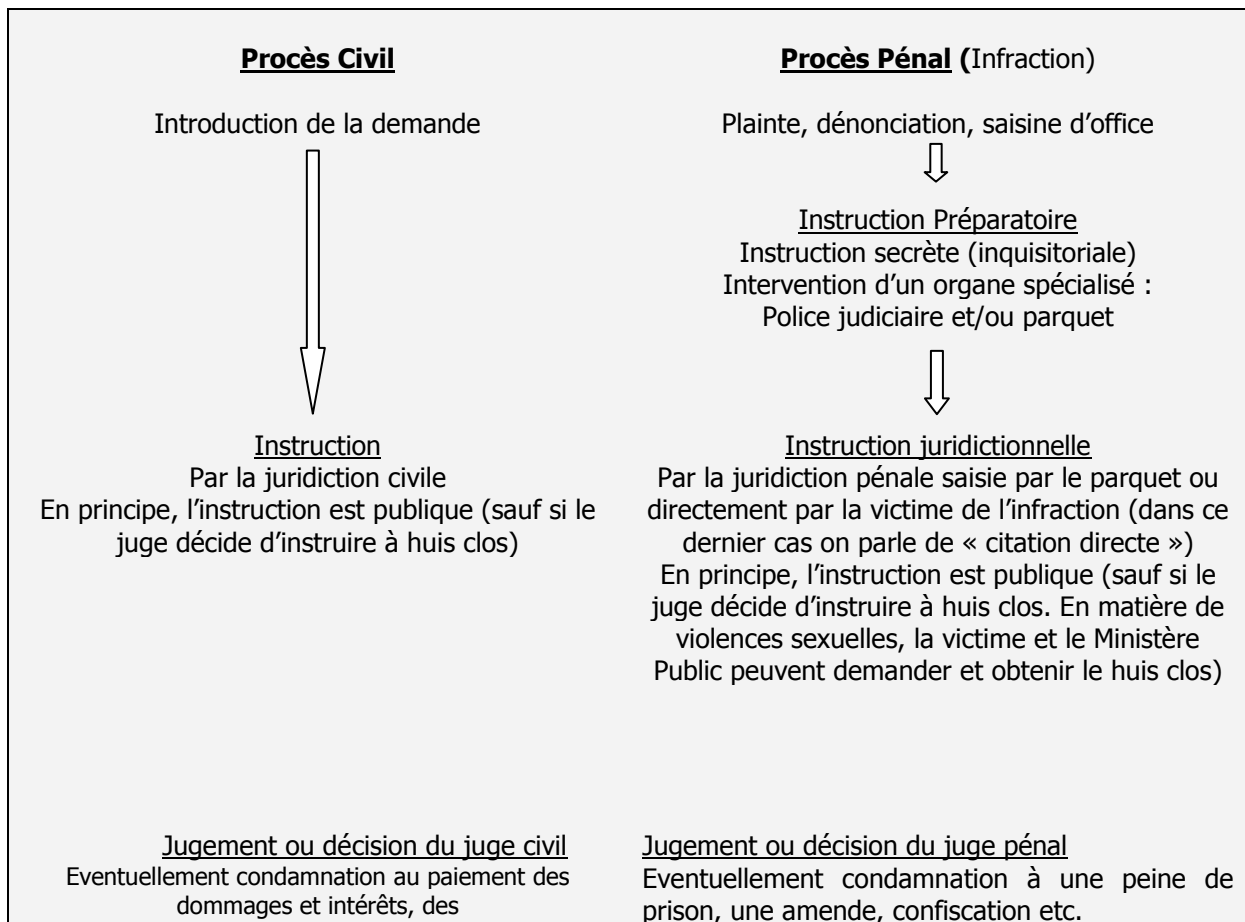 Procès Civil
Introduction de la demande
Instruction
Par la juridiction civile
En principe, l'instruction est publique (sauf si le
juge décide d'instruire à huis clos)
Jugement ou décision du juge civil
Eventuellement condamnation au paiement des
dommages et intérêts, des
Procès Pénal (Infraction)
Plainte, dénonciation, saisine d'office
Instruction Préparatoire
Instruction secrète (inquisitoriale)
Intervention d'un organe spécialisé :
Police judiciaire et/ou parquet
Instruction juridictionnelle
Par la juridiction pénale saisie par le parquet ou
directement par la victime de l'infraction (dans ce
dernier cas on parle de « citation directe »)
En principe, l'instruction est publique (sauf si le
juge décide d'instruire à huis clos. En matière de
violences sexuelles, la victime et le Ministère
Public peuvent demander et obtenir le huis clos)
Jugement ou décision du juge pénal
Eventuellement condamnation à une peine de
prison, une amende, confiscation etc.